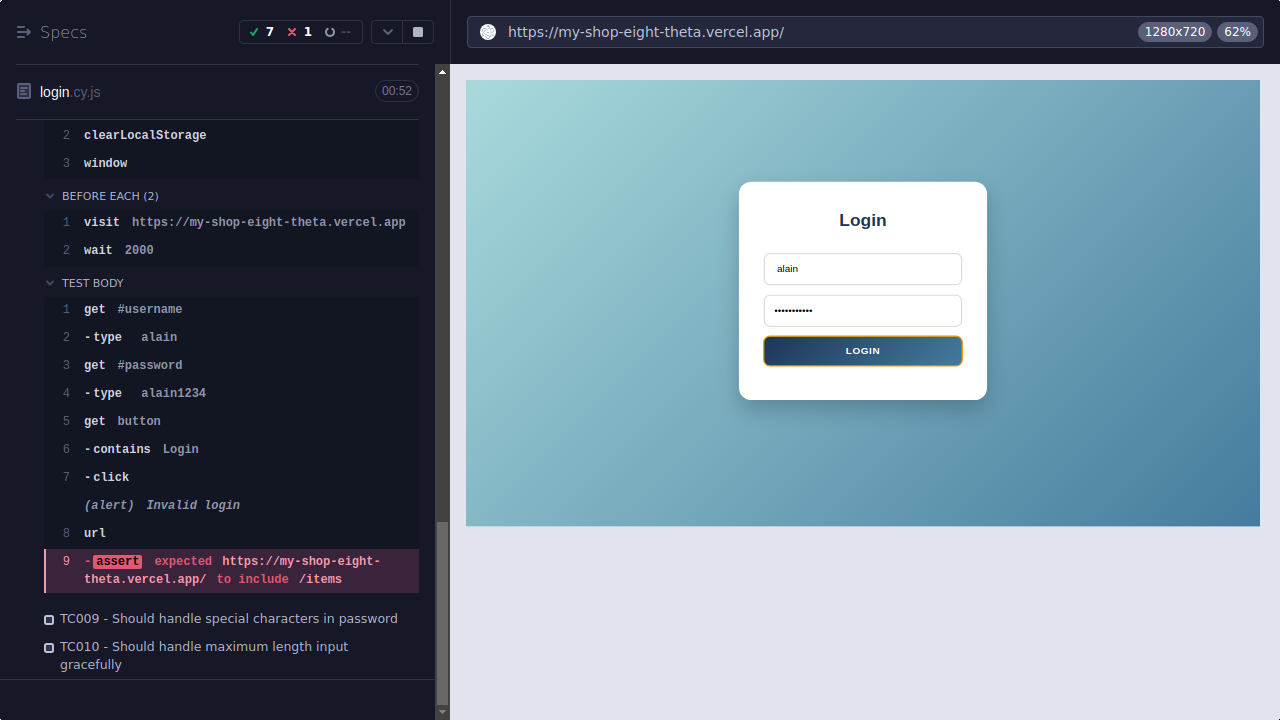 Specs
7
1
--
https://my-shop-eight-theta.vercel.app/
1280x720
62%
login.cy.js
00:52
2 clearLocalStorage
3 window
BEFORE EACH (2)
1 visit https://my-shop-eight-theta.vercel.app
2 wait 2000
TEST BODY
1 get #username
2 -type alain
3 get #password
4 -type alain1234
5 get button
6 -contains Login
7 -click
(alert) Invalid login
8 url
9 -assert expected https://my-shop-eight-
theta.vercel.app/ to include /items
TC009 - Should handle special characters in password
TC010 - Should handle maximum length input
gracefully
Login
alain
•••••••••••
LOGIN